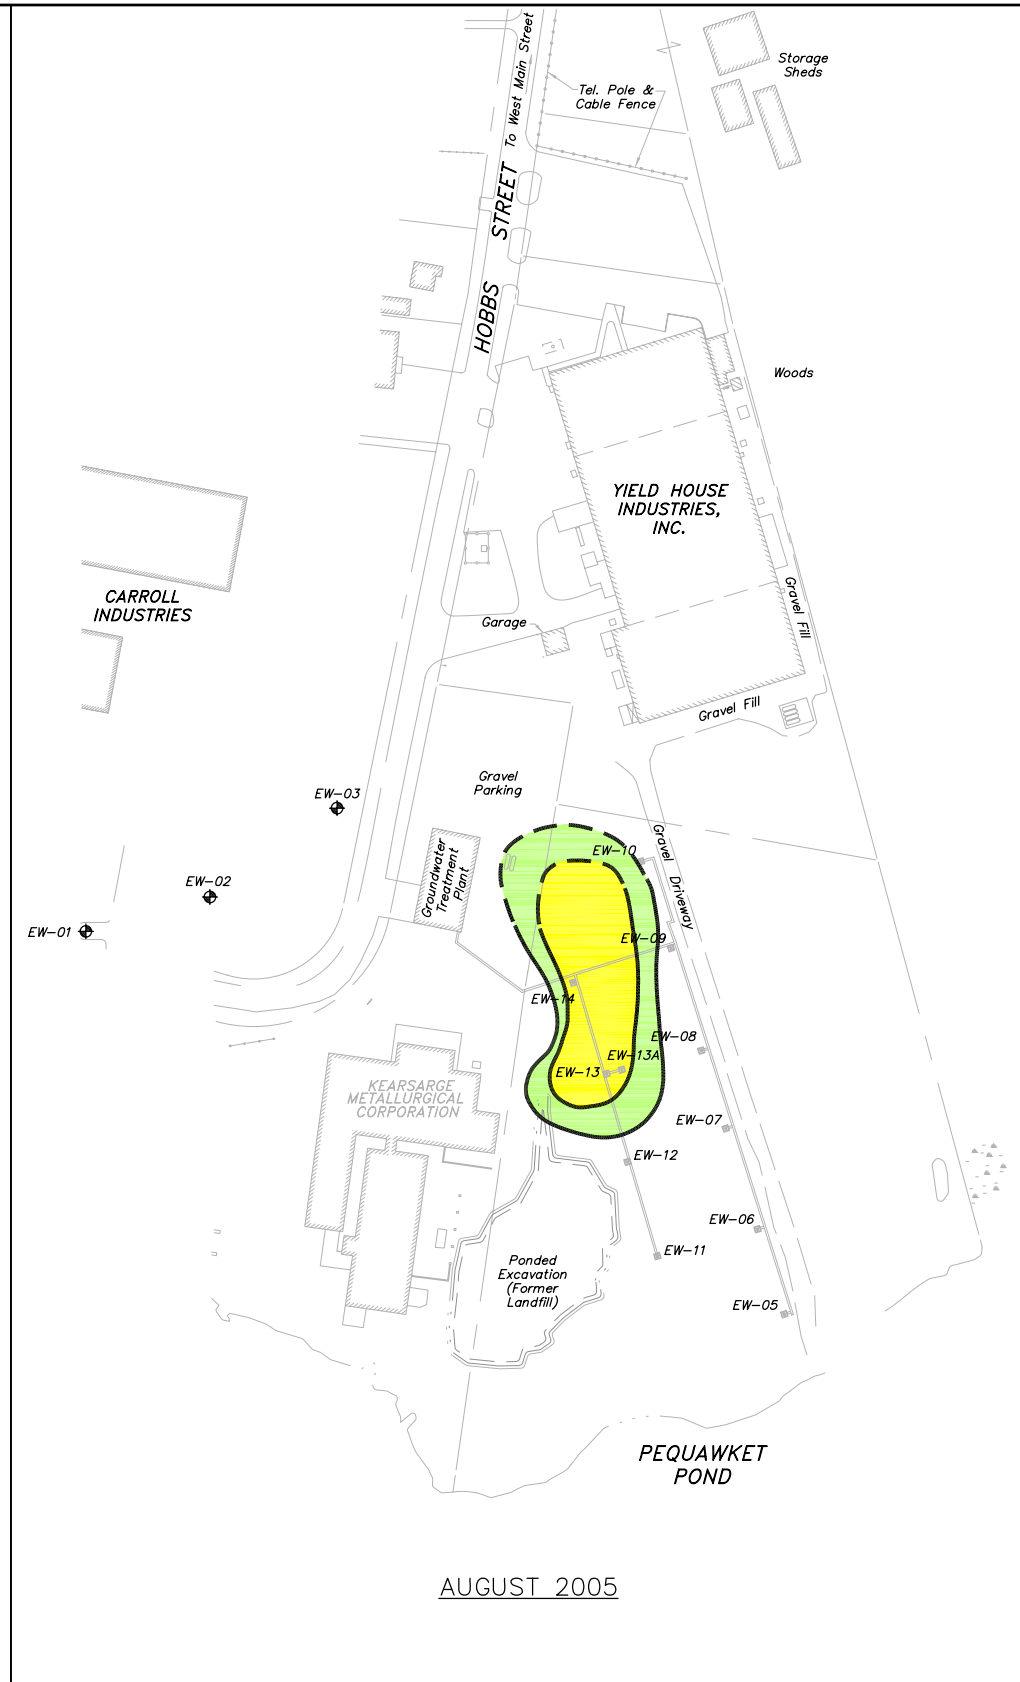 To West Main Street
Storage
Sheds
Tel. Pole &
Cable Fence
HOBBS STREET
Woods
YIELD HOUSE
INDUSTRIES,
INC.
CARROLL
INDUSTRIES
Gravel Fill
Garage
Gravel Fill
Gravel
Parking
EW-03
Groundwater
Treatment
Plant
EW-10
Gravel Driveway
EW-02
EW-01
EW-09
EW-14
EW-08
EW-13A
EW-13
KEARSARGE
METALLURGICAL
CORPORATION
EW-07
EW-12
EW-06
EW-11
Ponded
Excavation
(Former
Landfill)
EW-05
PEQUAWKET
POND
AUGUST 2005